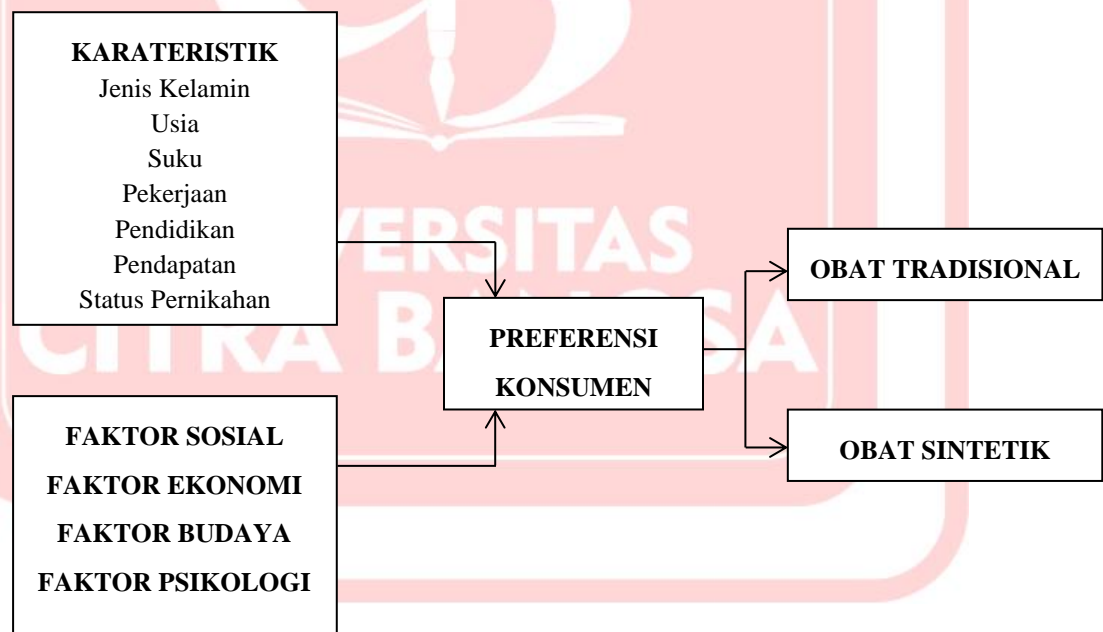 KARATERISTIK
Jenis Kelamin
Usia
Suku
Pekerjaan
Pendidikan
Pendapatan
Status Pernikahan
FAKTOR SOSIAL
FAKTOR EKONOMI
FAKTOR BUDAYA
FAKTOR PSIKOLOGI
PREFERENSI
KONSUMEN
OBAT TRADISIONAL
OBAT SINTETIK